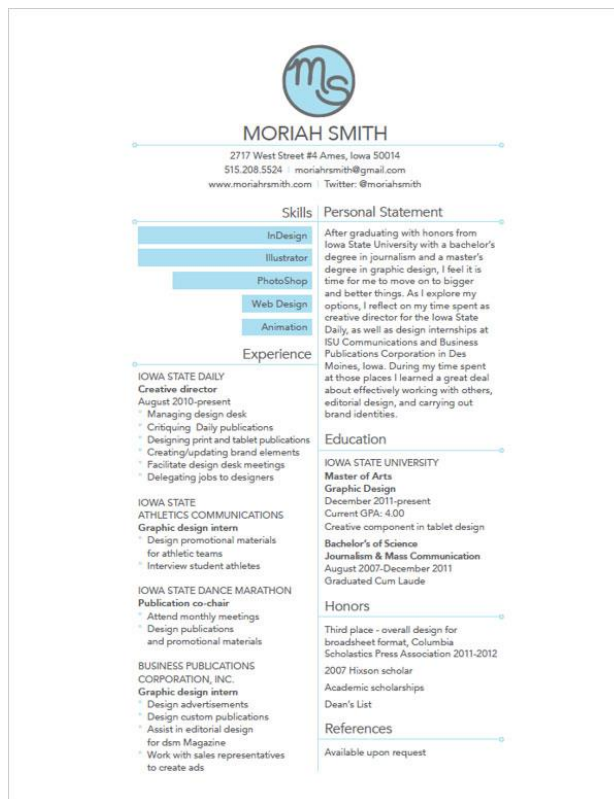 ms
MORIAH SMITH
2717 West Street #4 Ames, Iowa 50014
515.208.5524 | moriahrsmith@gmail.com
www.moriahrsmith.com | Twitter: @moriahsmith
Skills
InDesign
Illustrator
PhotoShop
Web Design
Animation
Experience
IOWA STATE DAILY
Creative director
August 2010-present
* Managing design desk
* Critiquing Daily publications
* Designing print and tablet publications
* Creating/updating brand elements
* Facilitate design desk meetings
* Delegating jobs to designers
IOWA STATE
ATHLETICS COMMUNICATIONS
Graphic design intern
* Design promotional materials
for athletic teams
* Interview student athletes
IOWA STATE DANCE MARATHON
Publication co-chair
* Attend monthly meetings
* Design publications
and promotional materials
BUSINESS PUBLICATIONS
CORPORATION, INC.
Graphic design intern
* Design advertisements
* Design custom publications
* Assist in editorial design
for dsm Magazine
* Work with sales representatives
to create ads
Personal Statement
After graduating with honors from
Iowa State University with a bachelor's
degree in journalism and a master's
degree in graphic design, I feel it is
time for me to move on to bigger
and better things. As I explore my
options, I reflect on my time spent as
creative director for the Iowa State
Daily, as well as design internships at
ISU Communications and Business
Publications Corporation in Des
Moines, Iowa. During my time spent
at those places I learned a great deal
about effectively working with others,
editorial design, and carrying out
brand identities.
Education
IOWA STATE UNIVERSITY
Master of Arts
Graphic Design
December 2011-present
Current GPA: 4.00
Creative component in tablet design
Bachelor's of Science
Journalism & Mass Communication
August 2007-December 2011
Graduated Cum Laude
Honors
Third place - overall design for
broadsheet format, Columbia
Scholastics Press Association 2011-2012
2007 Hixson scholar
Academic scholarships
Dean's List
References
Available upon request